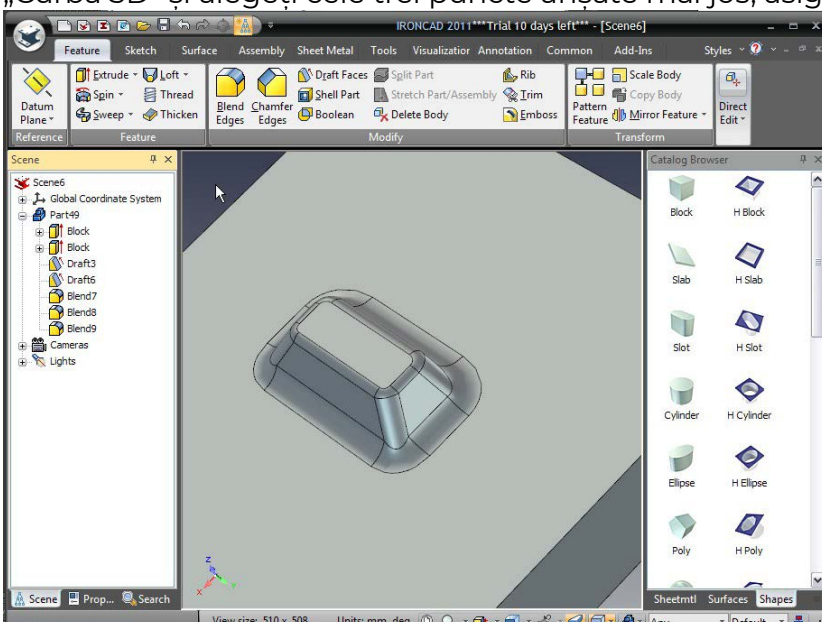 „Curba 3D” și alegeți cele trei puncte afișate mai jos, asig
IRONCAD 2011***Trial 10 days left*** - [Scene6]
Feature Sketch Surface Assembly Sheet Metal Tools Visualization Annotation Common Add-Ins Styles
Extrude Loft Draft Faces Split Part Rib Scale Body
Spin Thread Shell Part Stretch Part/Assembly Trim Copy Body
Datum Plane Sweep Thicken Blend Edges Chamfer Edges Boolean Delete Body Emboss Pattern Feature Mirror Feature Direct Edit
Reference Feature Modify Transform
Scene Catalog Browser
Scene6
Global Coordinate System
Part49
Block
Block
Draft3
Draft6
Blend7
Blend8
Blend9
Cameras
Lights
Block H Block
Slab H Slab
Slot H Slot
Cylinder H Cylinder
Ellipse H Ellipse
Poly H Poly
z
x
Scene Prop... Search Sheetmtl Surfaces Shapes
View size: 510 x 508 Units: mm, deg Any Default